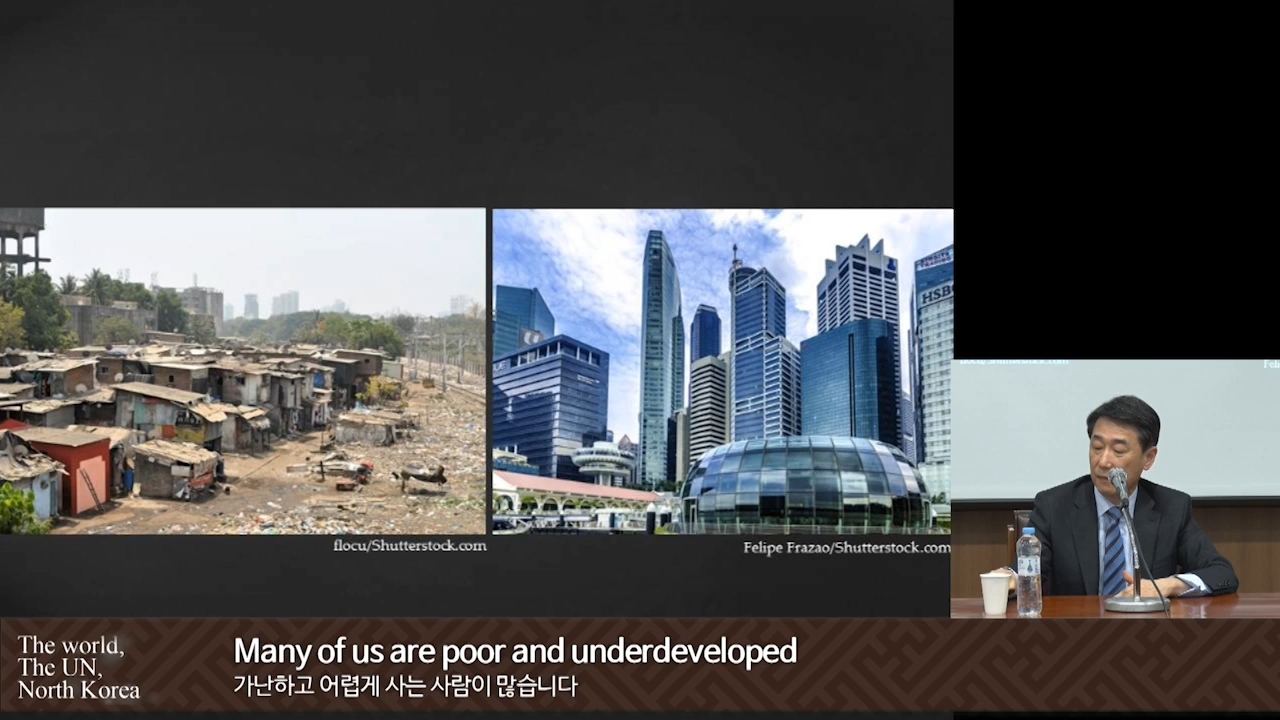 HSBC
flocu/Shutterstock.com
Felipe Frazao/Shutterstock.com
The world,
The UN,
North Korea
Many of us are poor and underdeveloped
가난하고 어렵게 사는 사람이 많습니다